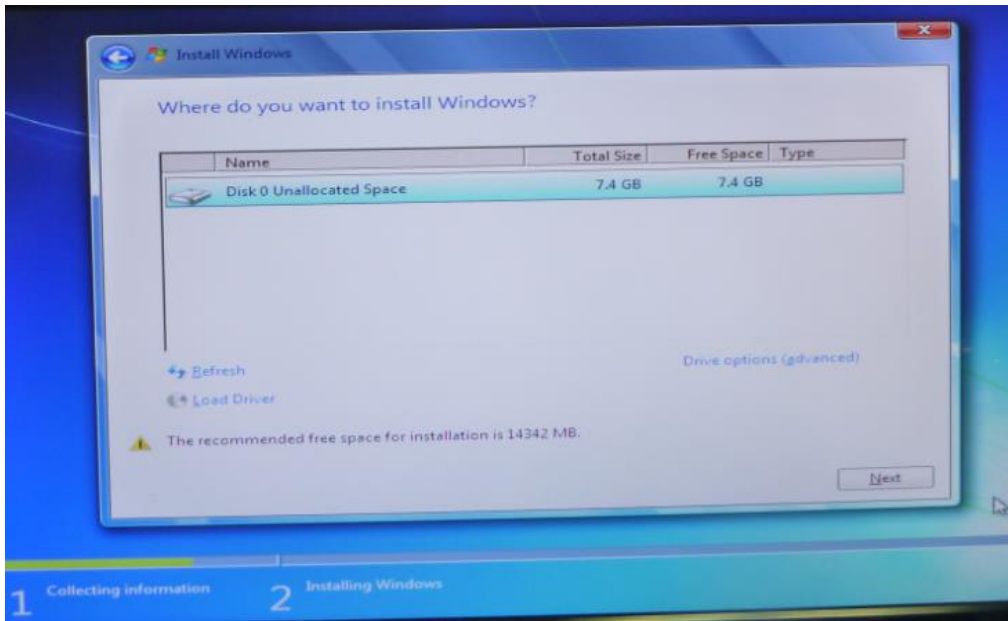 Install Windows
Where do you want to install Windows?
Name Total Size Free Space Type
Disk 0 Unallocated Space 7.4 GB 7.4 GB
Refresh
Drive options (advanced)
Load Driver
The recommended free space for installation is 14342 MB.
Next
1 Collecting information 2 Installing Windows